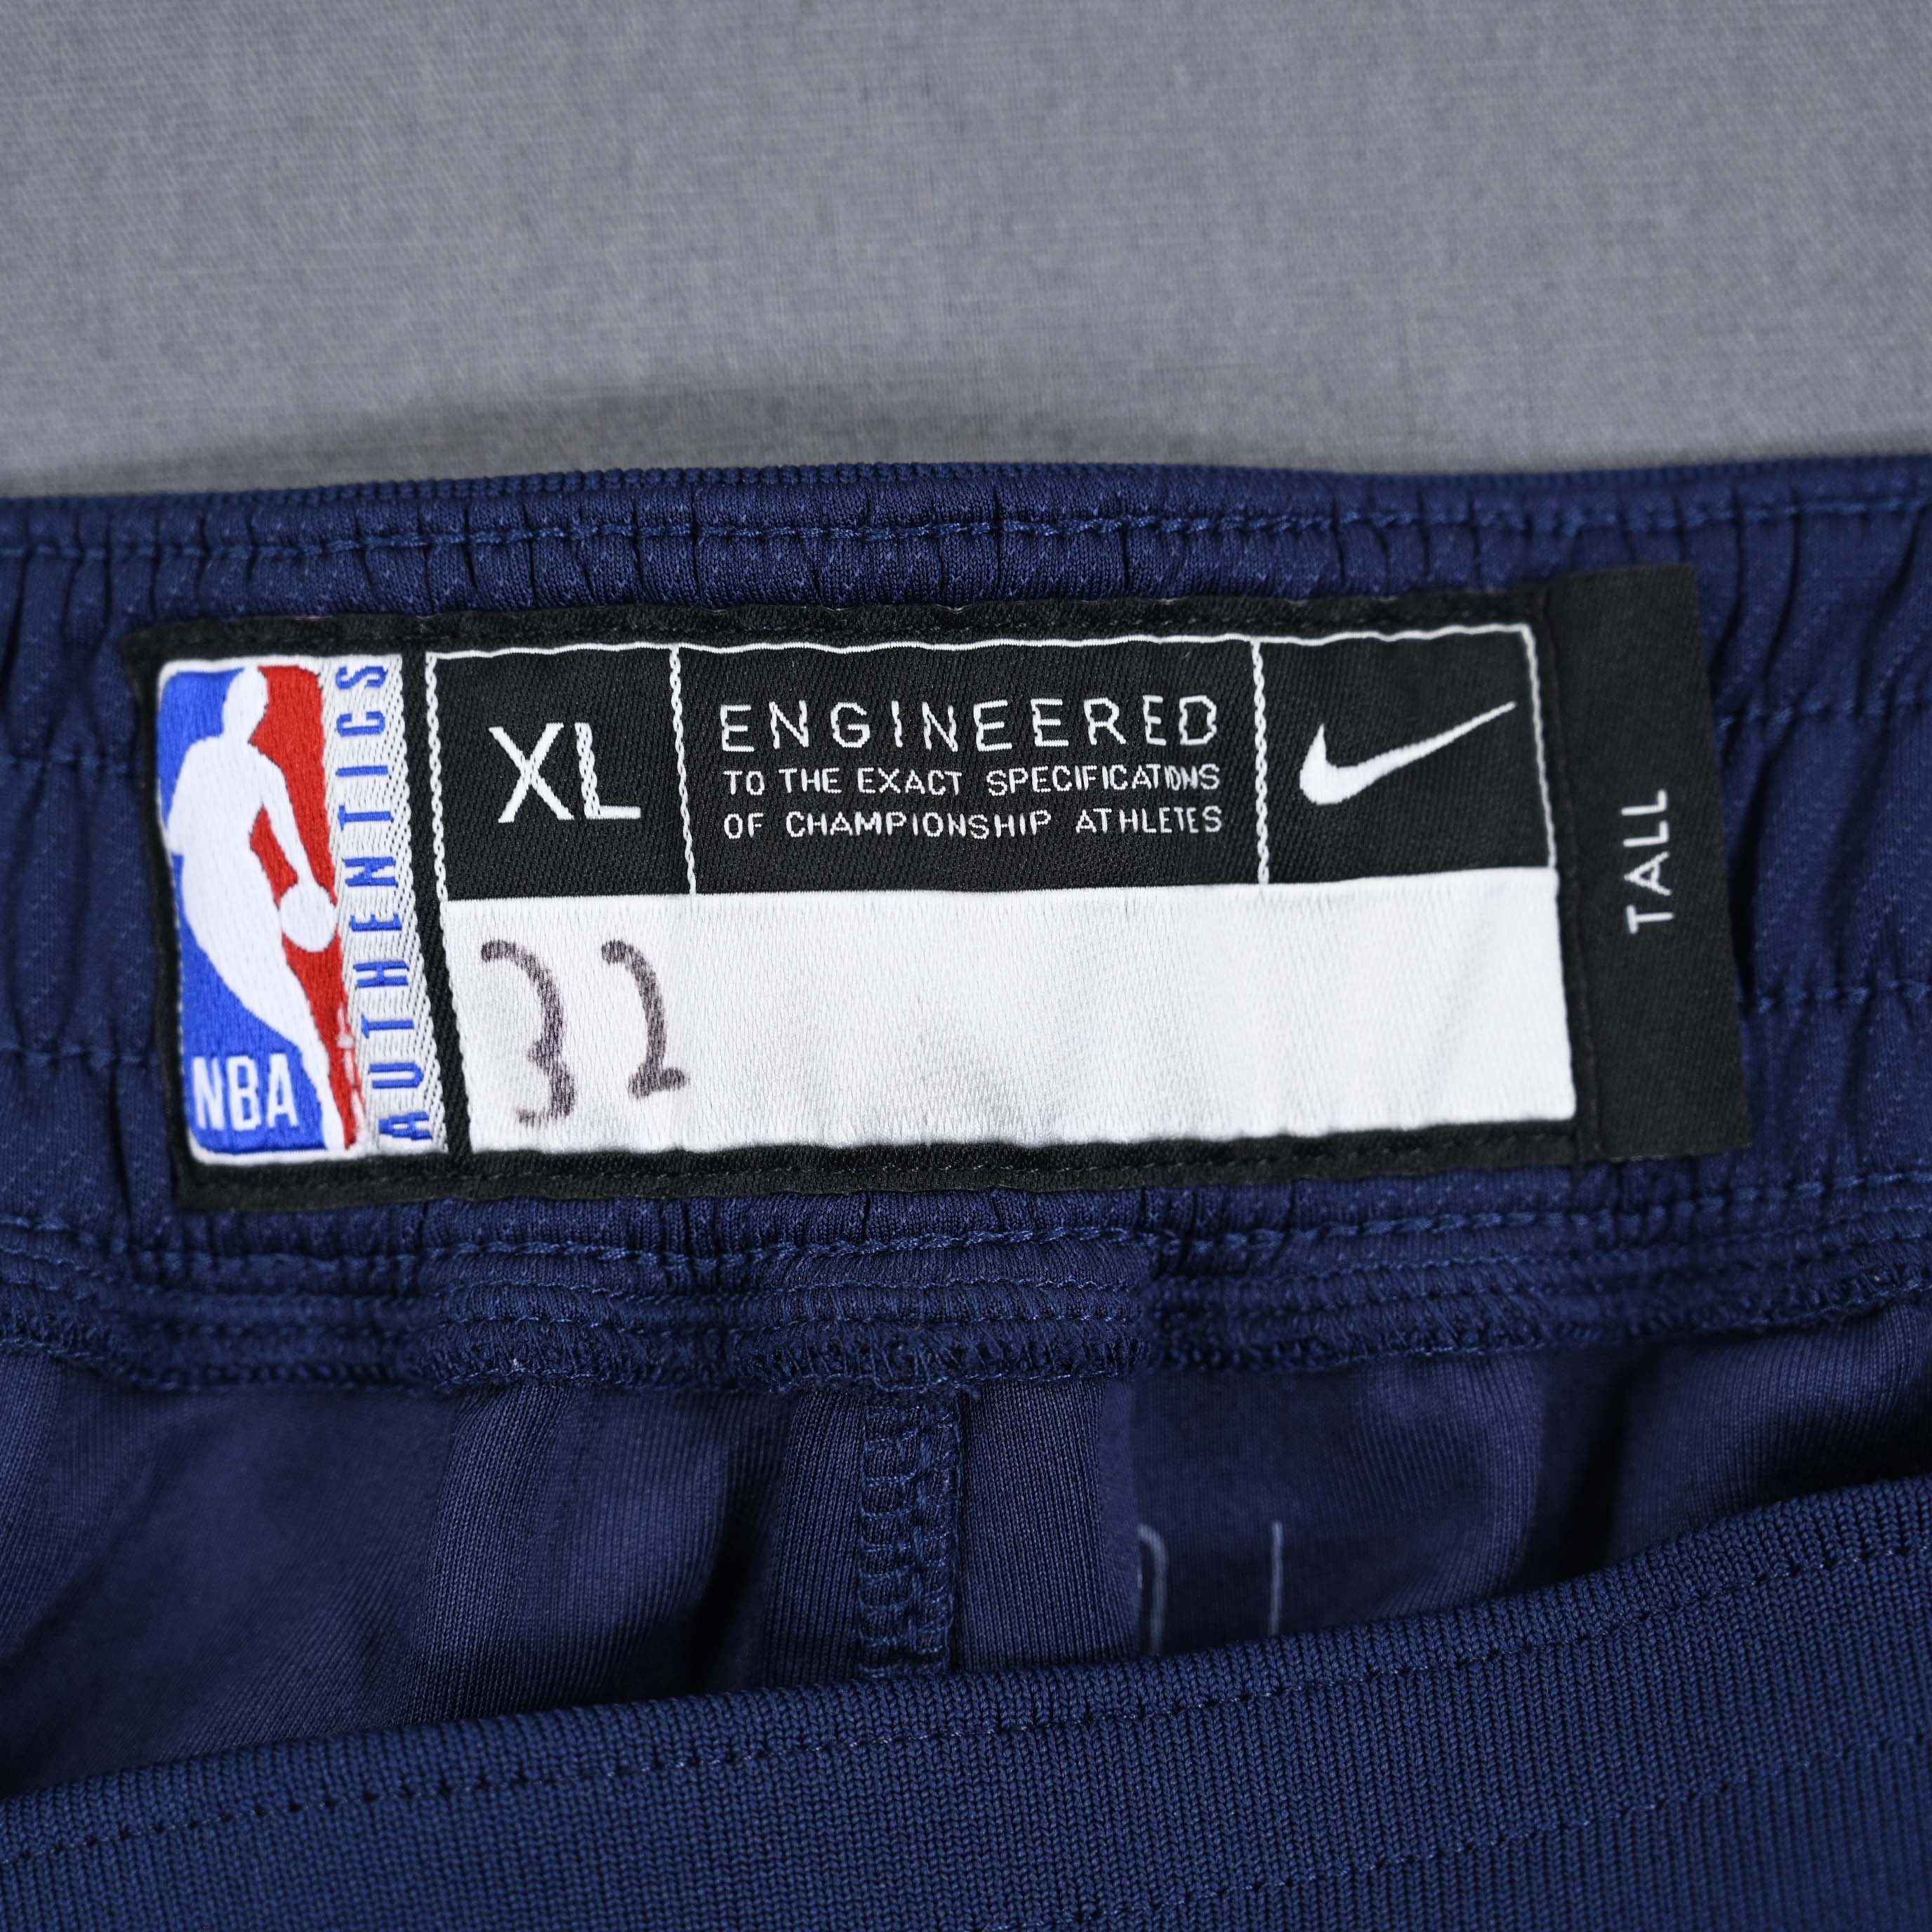 NBA
AUTHENTICS
XL
ENGINEERED
TO THE EXACT SPECIFICATIONS
OF CHAMPIONSHIP ATHLETES
32
TALL